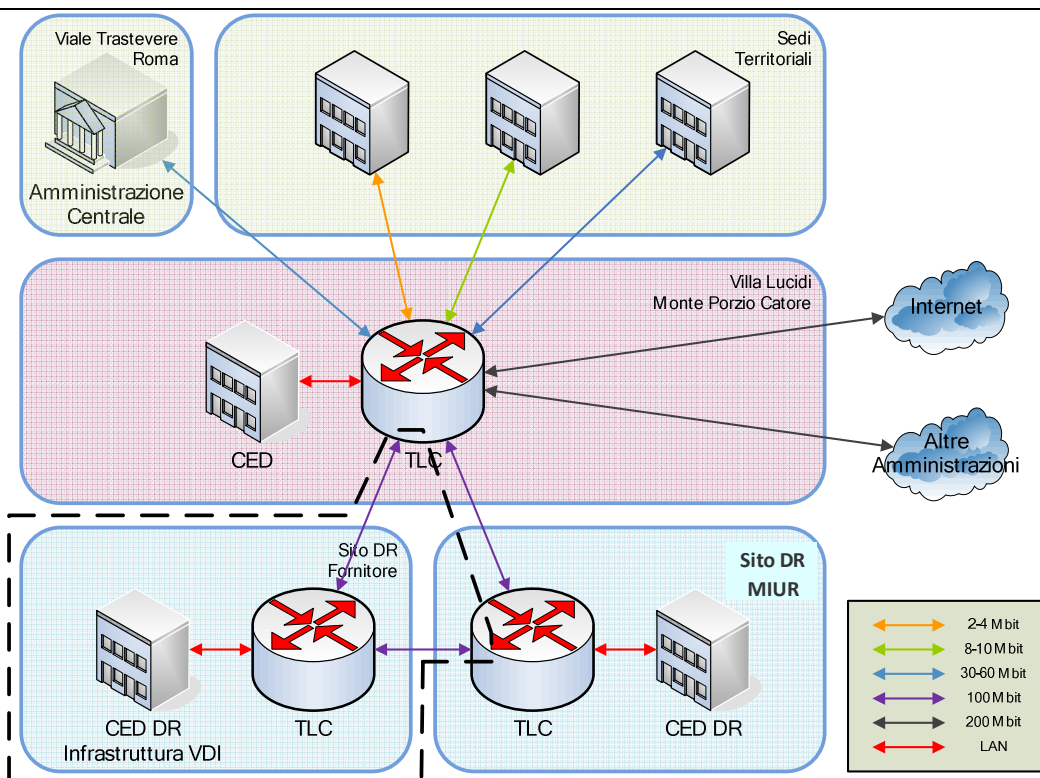 Viale Trastevere
Roma
Amministrazione
Centrale
Sedi
Territoriali
Villa Lucidi
Monte Porzio Catore
CED
TLC
Internet
Altre
Amministrazioni
Sito DR
Fornitore
CED DR
Infrastruttura VDI
TLC
Sito DR
MIUR
TLC
CED DR
2-4 Mbit
8-10 Mbit
30-60 Mbit
100 Mbit
200 Mbit
LAN